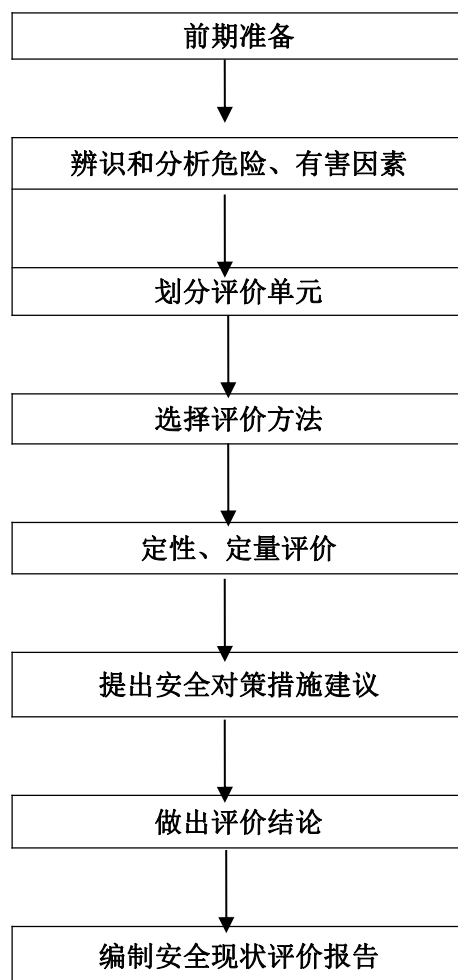 前期准备
辨识和分析危险、有害因素
划分评价单元
选择评价方法
定性、定量评价
提出安全对策措施建议
做出评价结论
编制安全现状评价报告